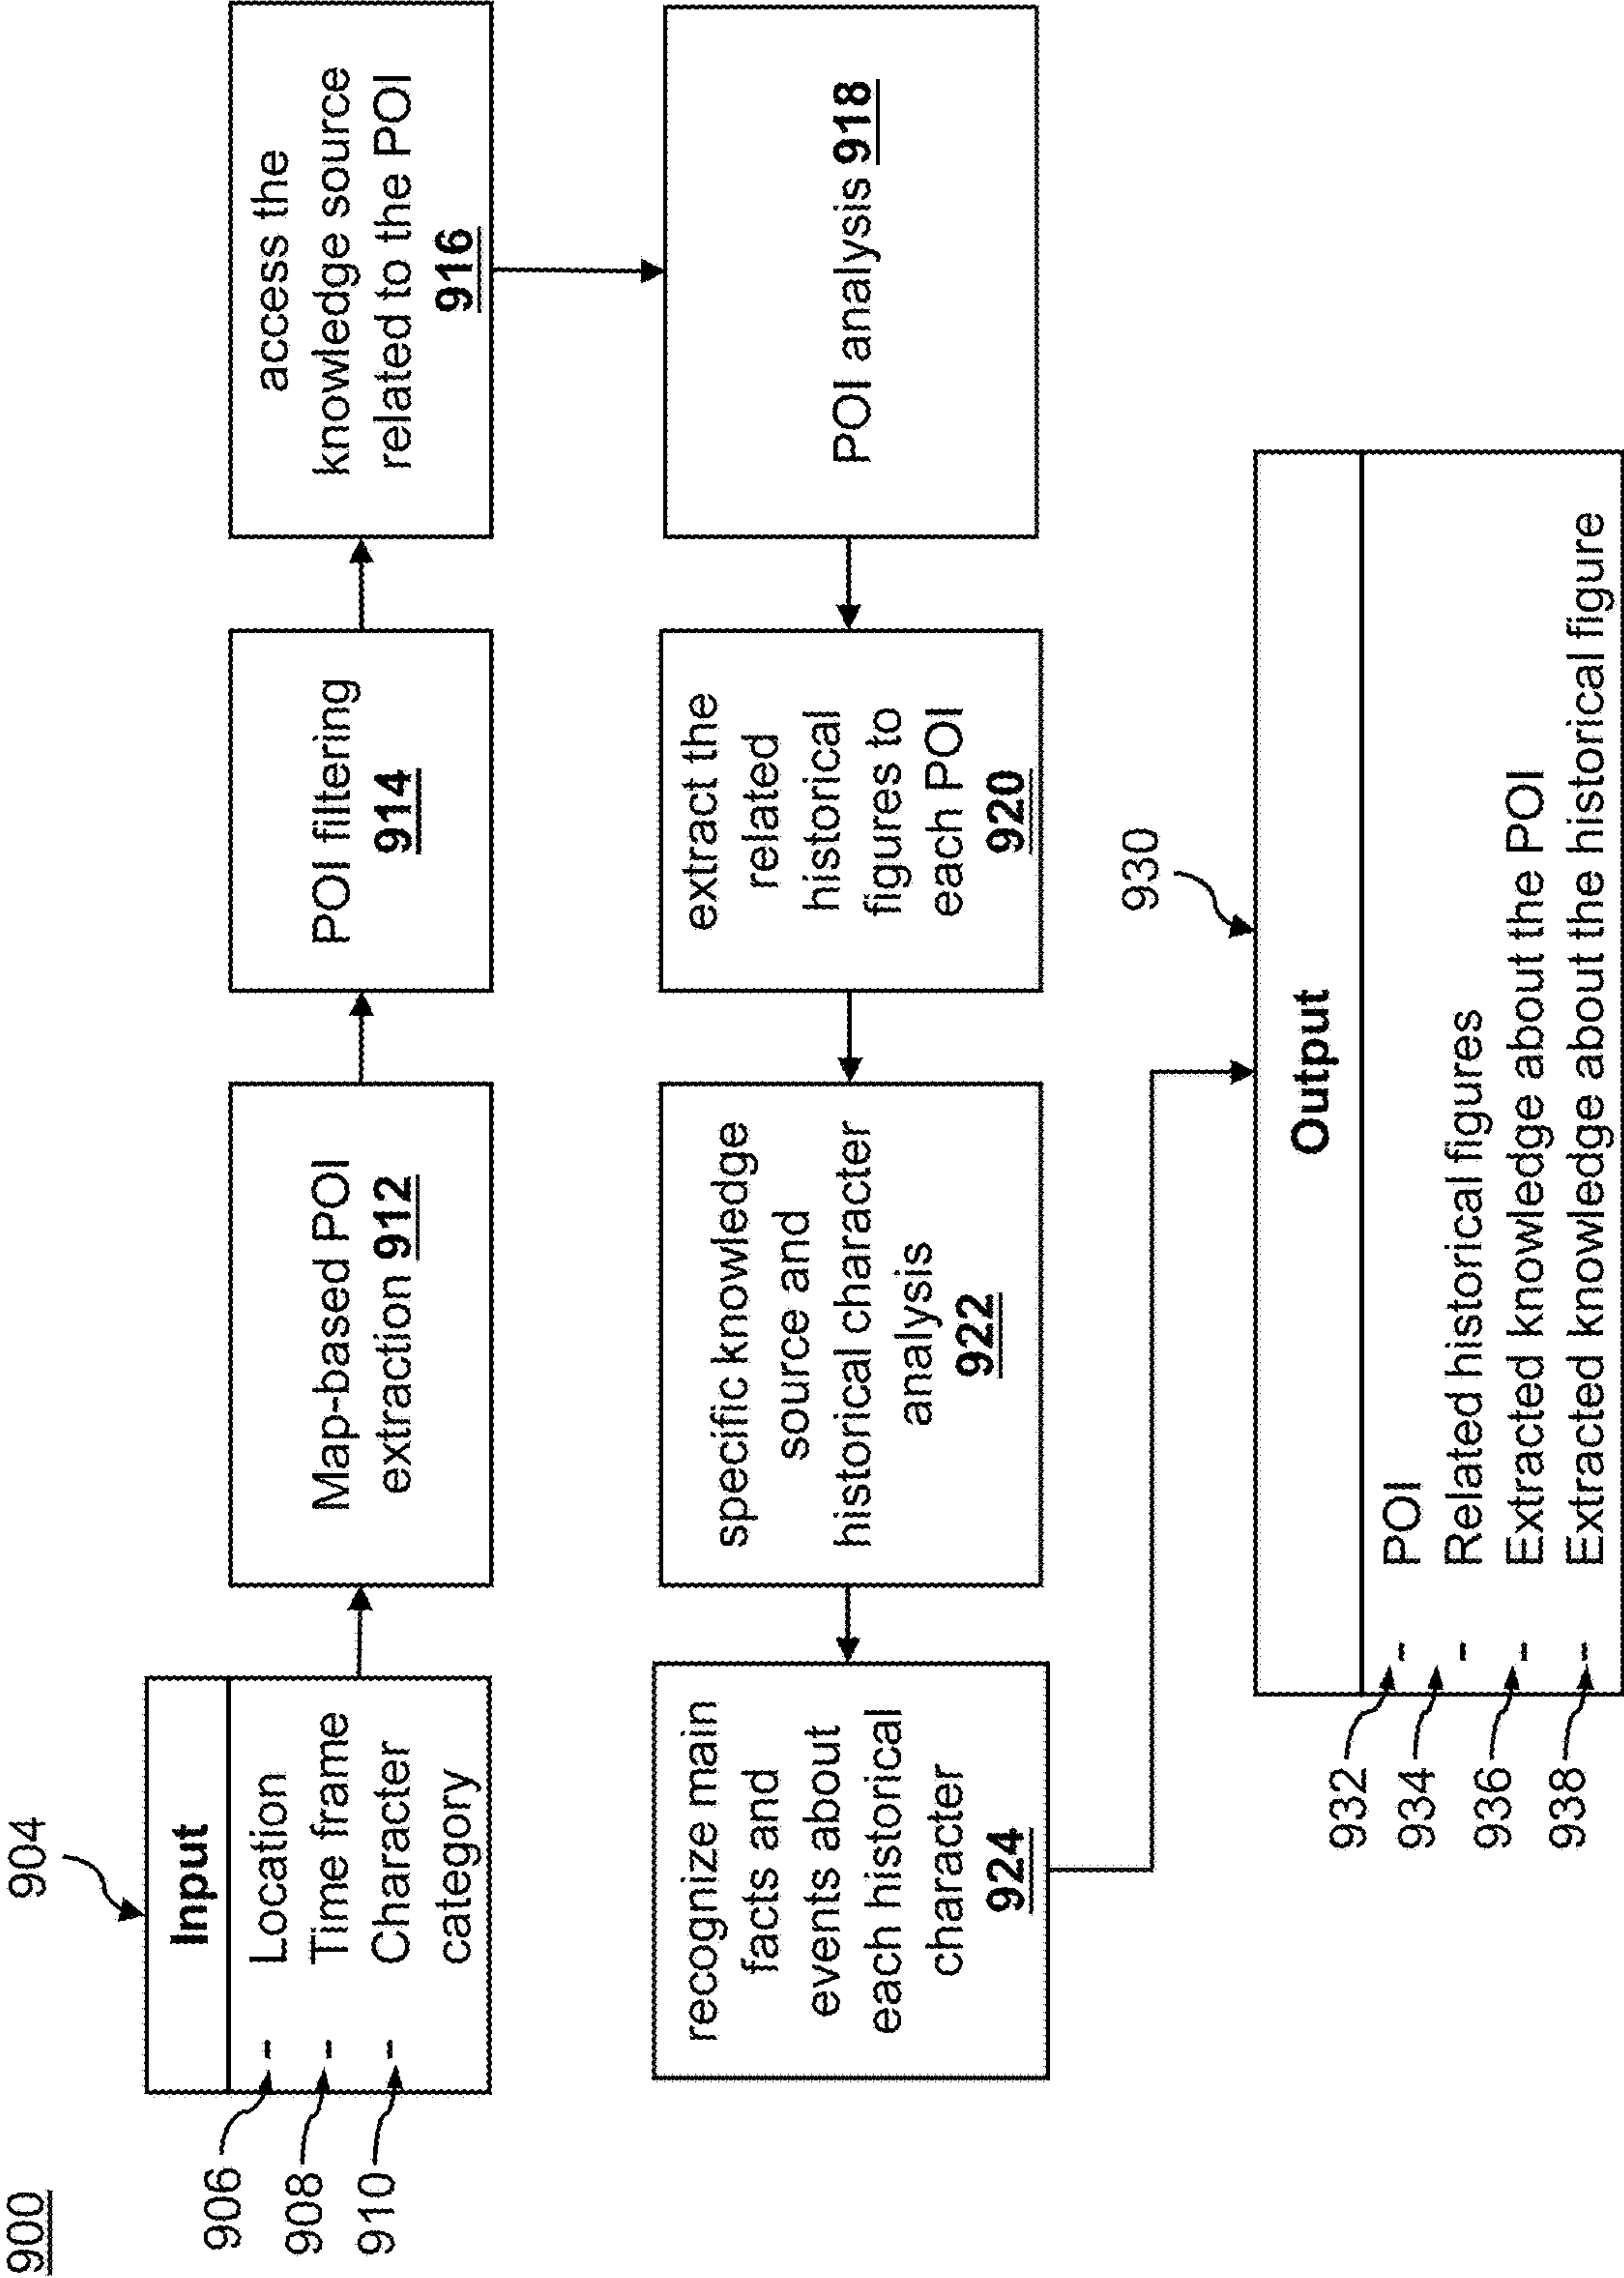 900
904
Input
906
- Location
908
- Time frame
910
- Character
category
Map-based POI
extraction 912
POI filtering
914
access the
knowledge source
related to the POI
916
POI analysis 918
extract the
related
historical
figures to
each POI
920
specific knowledge
source and
historical character
analysis
922
recognize main
facts and
events about
each historical
character
924
930
Output
932
- POI
934
- Related historical figures
936
- Extracted knowledge about the POI
938
- Extracted knowledge about the historical figure